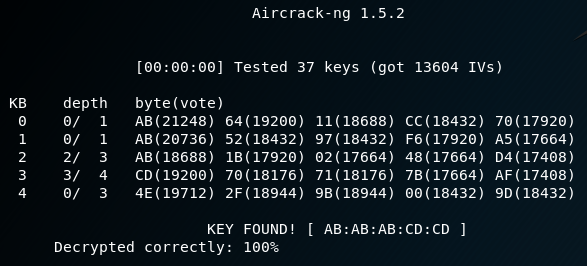 Aircrack-ng 1.5.2
[00:00:00] Tested 37 keys (got 13604 IVs)
KB depth byte(vote)
0 0/ 1 AB(21248) 64(19200) 11(18688) CC(18432) 70(17920)
1 0/ 1 AB(20736) 52(18432) 97(18432) F6(17920) A5(17664)
2 2/ 3 AB(18688) 1B(17920) 02(17664) 48(17664) D4(17408)
3 3/ 4 CD(19200) 70(18176) 71(18176) 7B(17664) AF(17408)
4 0/ 3 4E(19712) 2F(18944) 9B(18944) 00(18432) 9D(18432)
KEY FOUND! [ AB:AB:AB:CD:CD ]
Decrypted correctly: 100%